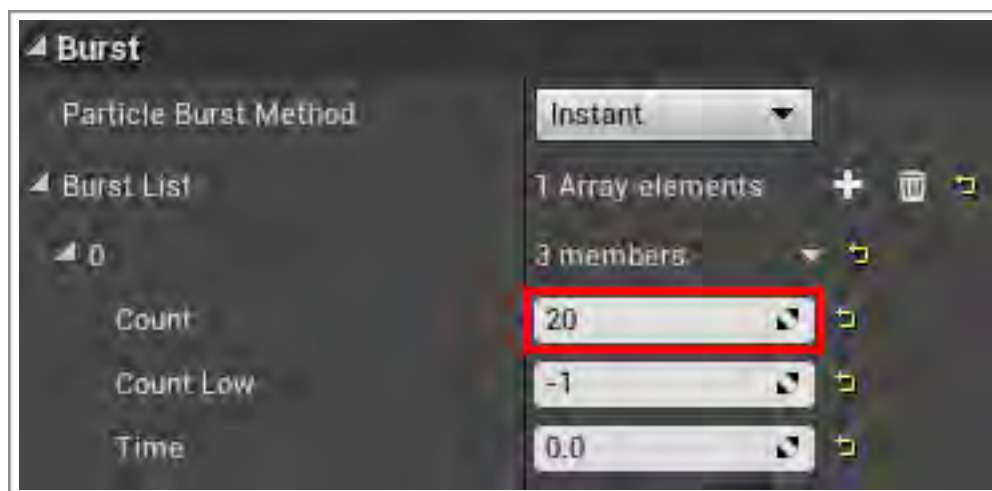 Burst
Particle Burst Method Instant
Burst List 1 Array elements
0 3 members
Count 20
Count Low -1
Time 0.0